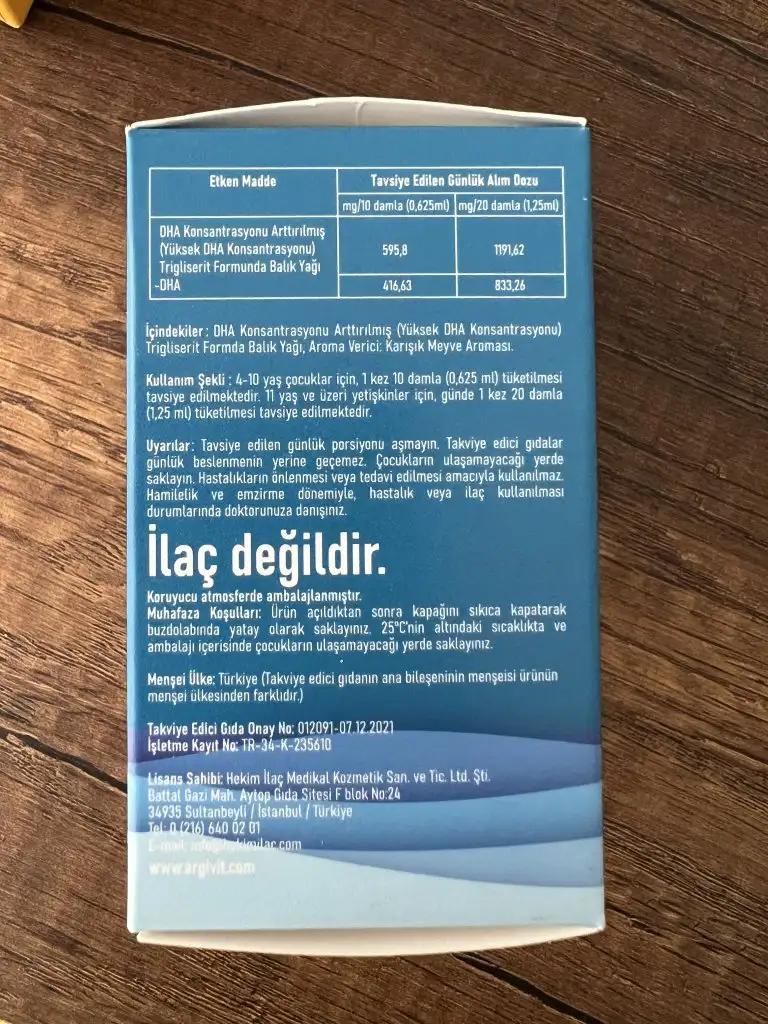 Etken Madde
Tavsiye Edilen Günlük Alım Dozu
mg/10 damla (0,625ml) mg/20 damla (1,25ml)
DHA Konsantrasyonu Arttırılmış
(Yüksek DHA Konsantrasyonu)
Trigliserit Formunda Balık Yağı
595,8 1191,62
-DHA 416,63 833,26
İçindekiler : DHA Konsantrasyonu Arttırılmış (Yüksek DHA Konsantrasyonu)
Trigliserit Formda Balık Yağı, Aroma Verici: Karışık Meyve Aroması.
Kullanım Şekli : 4-10 yaş çocuklar için, 1 kez 10 damla (0,625 ml) tüketilmesi
tavsiye edilmektedir. 11 yaş ve üzeri yetişkinler için, günde 1 kez 20 damla
(1,25 ml) tüketilmesi tavsiye edilmektedir.
Uyarılar: Tavsiye edilen günlük porsiyonu aşmayın. Takviye edici gıdalar
günlük beslenmenin yerine geçemez. Çocukların ulaşamayacağı yerde
saklayın. Hastalıkların önlenmesi veya tedavi edilmesi amacıyla kullanılmaz.
Hamilelik ve emzirme dönemiyle, hastalık veya ilaç kullanılması
durumlarında doktorunuza danışınız.
İlaç değildir.
Koruyucu atmosferde ambalajlanmıştır.
Muhafaza Koşulları: Ürün açıldıktan sonra kapağını sıkıca kapatarak
buzdolabında yatay olarak saklayınız. 25°C'nin altındaki sıcaklıkta ve
ambalajı içerisinde çocukların ulaşamayacağı yerde saklayınız.
Menşei Ülke: Türkiye (Takviye edici gıdanın ana bileşeninin menşeisi ürünün
menşei ülkesinden farklıdır.)
Takviye Edici Gıda Onay No: 012091-07.12.2021
İşletme Kayıt No: TR-34-K-235610
Lisans Sahibi: Hekim İlaç Medikal Kozmetik San. ve Tic. Ltd. Şti.
Battal Gazi Mah. Aytop Gıda Sitesi F blok No:24
34935 Sultanbeyli / İstanbul / Türkiye
Tel: 0 (216) 640 02 01
E-mail: info@hekimilac.com
www.argivit.com